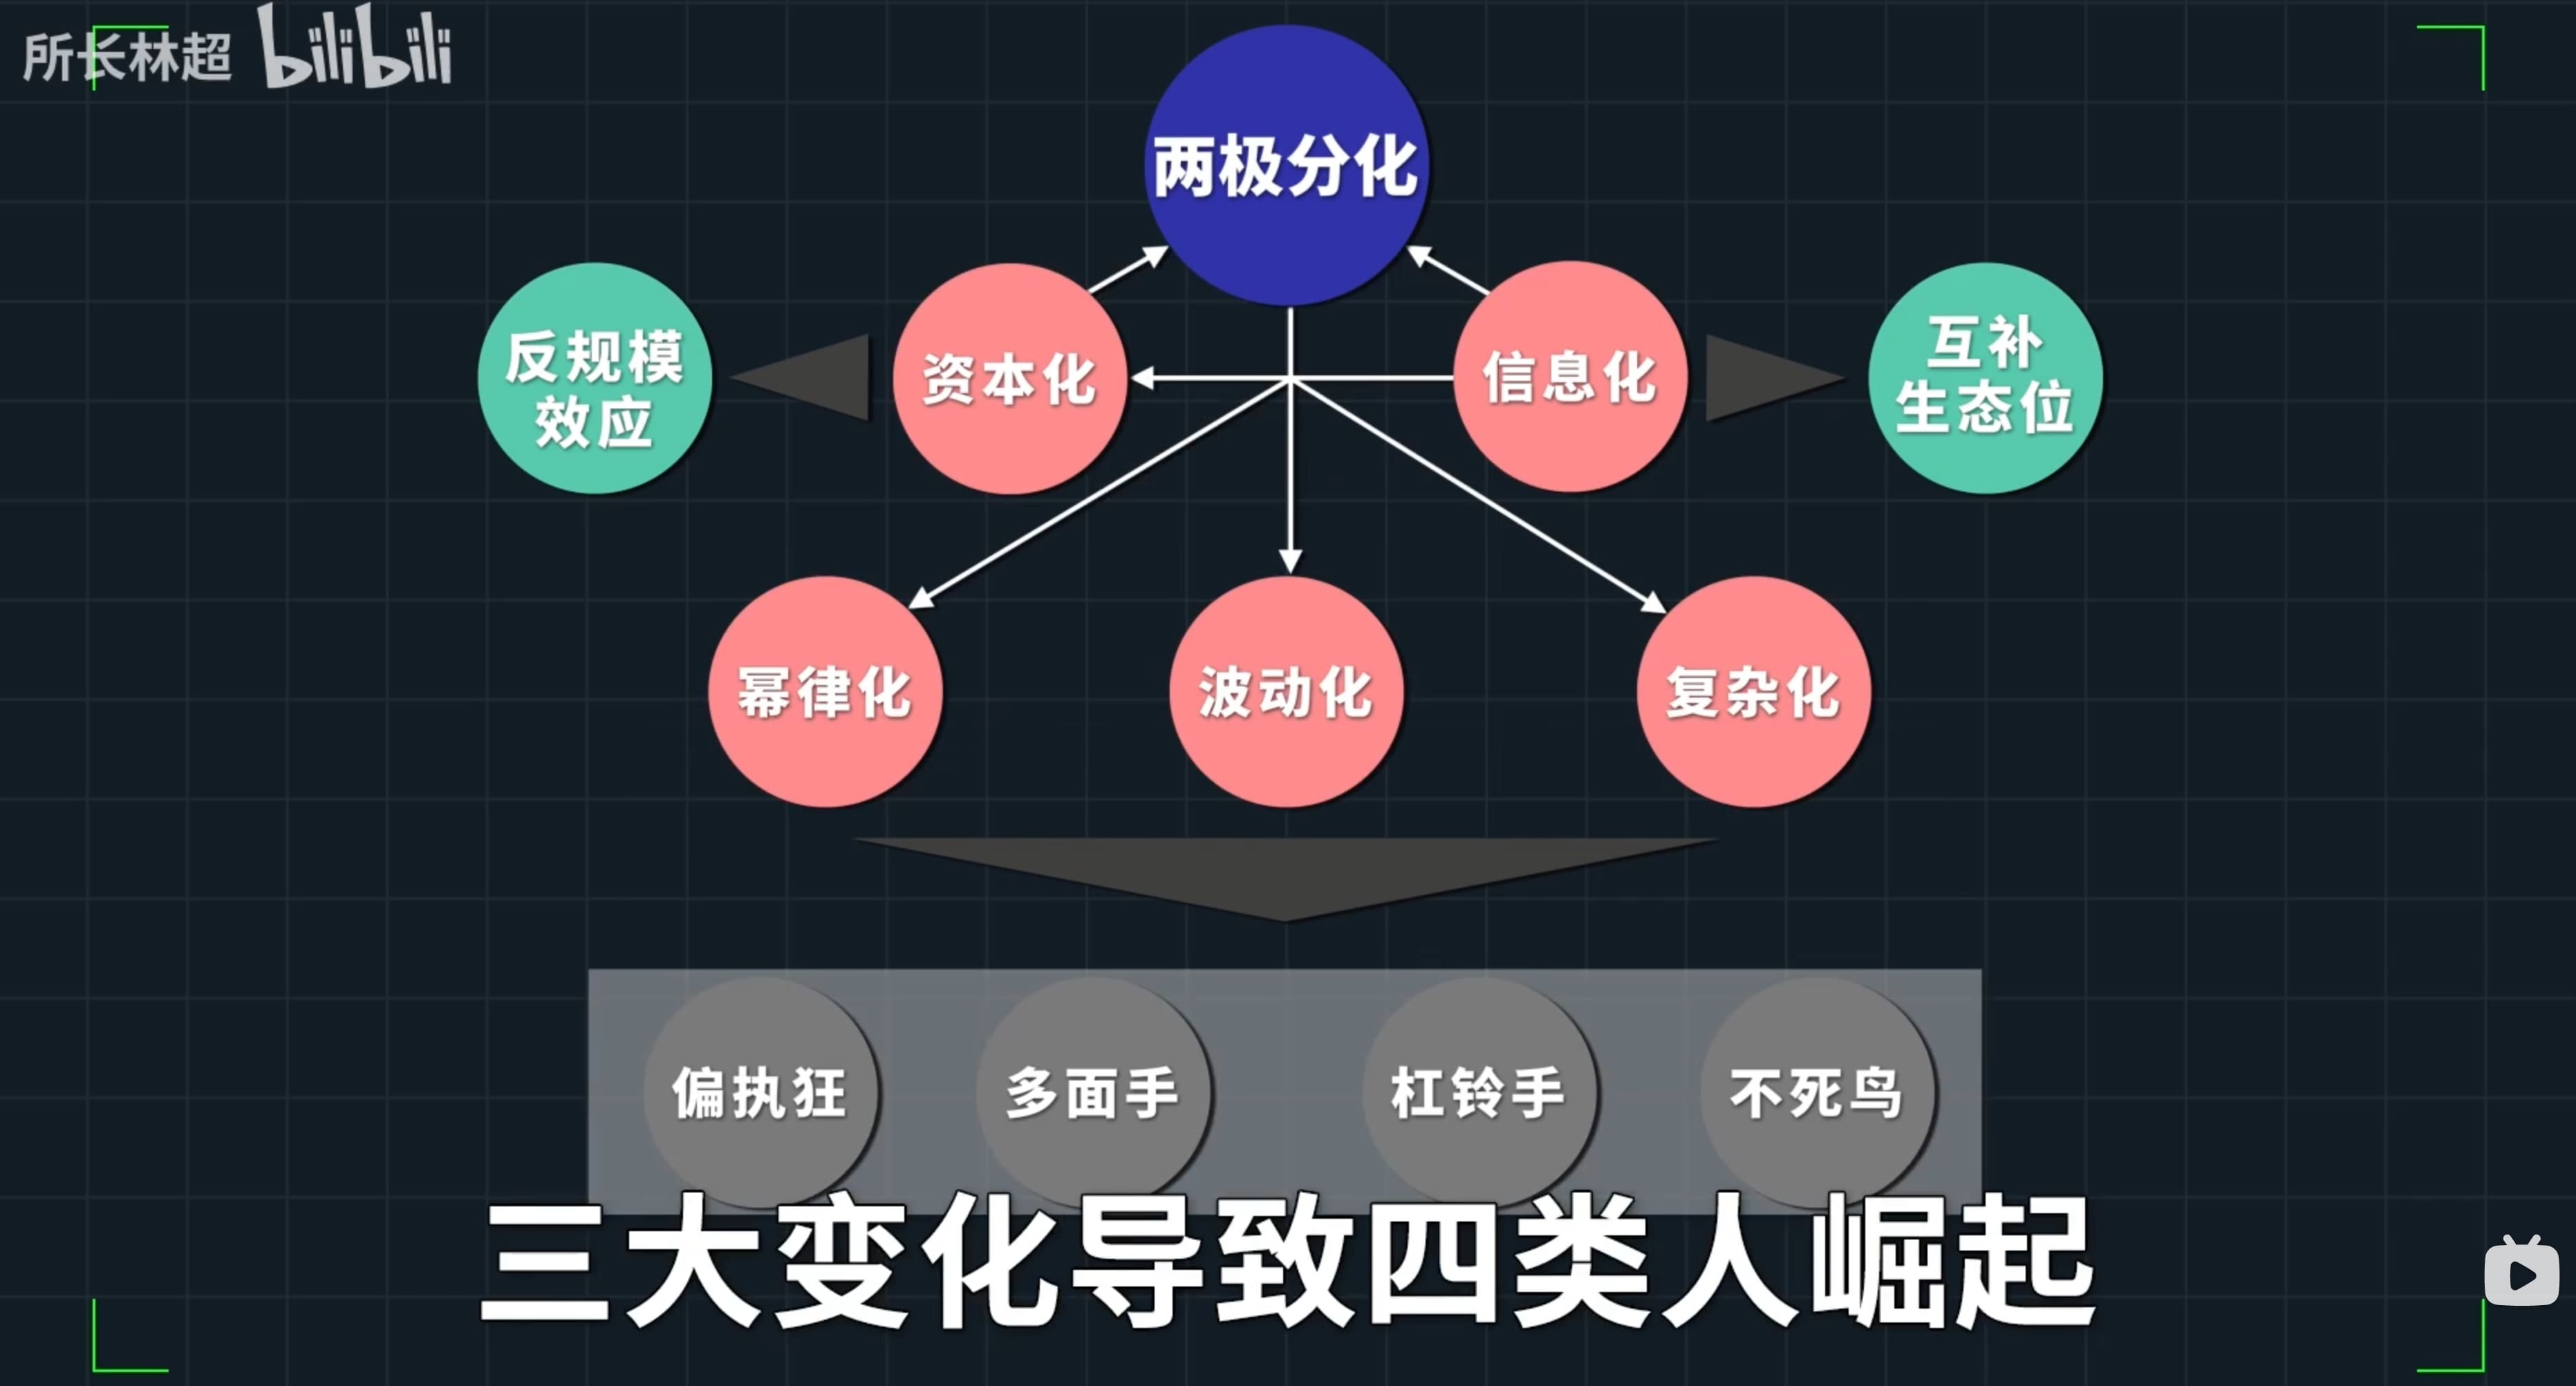 所长林超 bilibili
两极分化
反规模
效应
资本化
信息化
互补
生态位
幂律化
波动化
复杂化
偏执狂
多面手
杠铃手
不死鸟
三大变化导致四类人崛起